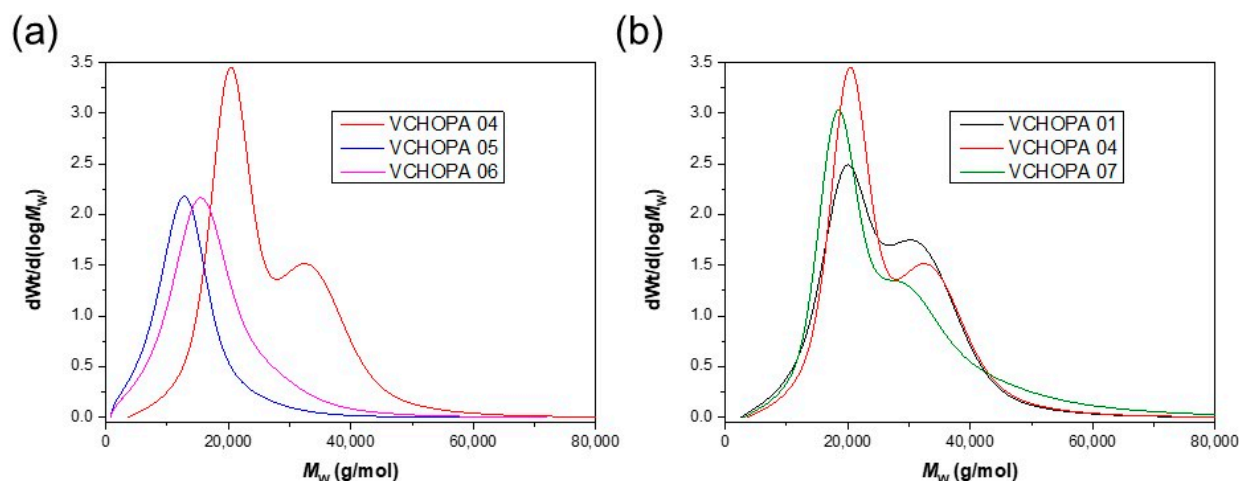 (a)
3.5
3.0
2.5
2.0
1.5
1.0
0.5
0.0
dWt/d(logMw)
VCHOPA 04
VCHOPA 05
VCHOPA 06
0 20,000 40,000 60,000 80,000
Mw (g/mol)
(b)
3.5
3.0
2.5
2.0
1.5
1.0
0.5
0.0
dWt/d(logMw)
VCHOPA 01
VCHOPA 04
VCHOPA 07
0 20,000 40,000 60,000 80,000
Mw (g/mol)